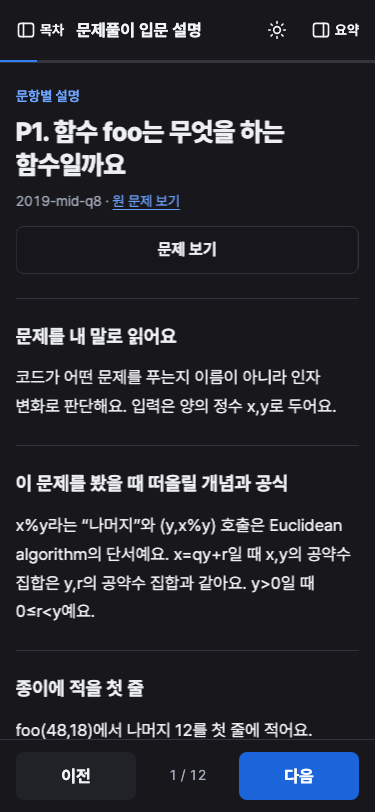 목차 문제풀이 입문 설명 요약
문항별 설명
P1. 함수 foo는 무엇을 하는
함수일까요
2019-mid-q8 · 원 문제 보기
문제 보기
문제를 내 말로 읽어요
코드가 어떤 문제를 푸는지 이름이 아니라 인자
변화로 판단해요. 입력은 양의 정수 x,y로 두어요.
이 문제를 봤을 때 떠올릴 개념과 공식
x%y라는 “나머지”와 (y,x%y) 호출은 Euclidean
algorithm의 단서예요. x=qy+r일 때 x,y의 공약수
집합은 y,r의 공약수 집합과 같아요. y>0일 때
0≤r<y예요.
종이에 적을 첫 줄
foo(48,18)에서 나머지 12를 첫 줄에 적어요.
이전 1 / 12 다음